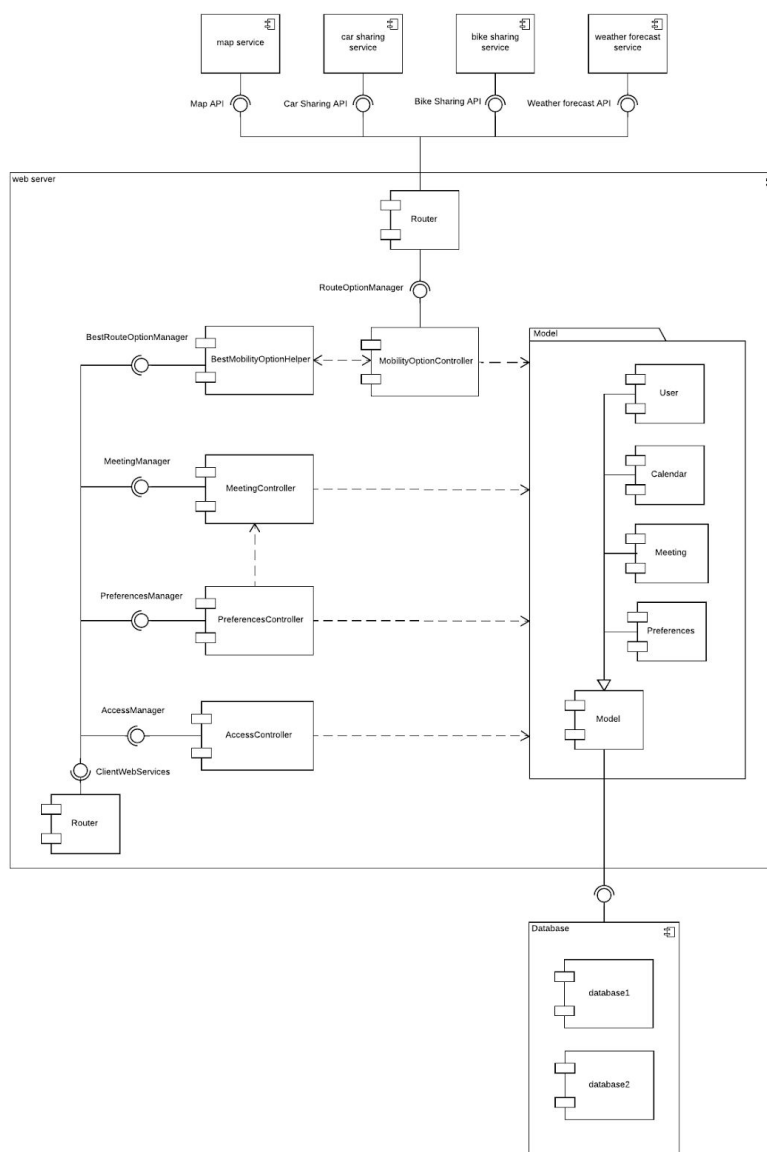 map service
car sharing
service
bike sharing
service
weather forecast
service
Map API
Car Sharing API
Bike Sharing API
Weather forecast API
web server
Router
RouteOptionManager
BestRouteOptionManager
BestMobilityOptionHelper
MobilityOptionController
Model
User
MeetingManager
MeetingController
Calendar
Meeting
PreferencesManager
PreferencesController
Preferences
AccessManager
AccessController
Model
ClientWebServices
Router
Database
database1
database2